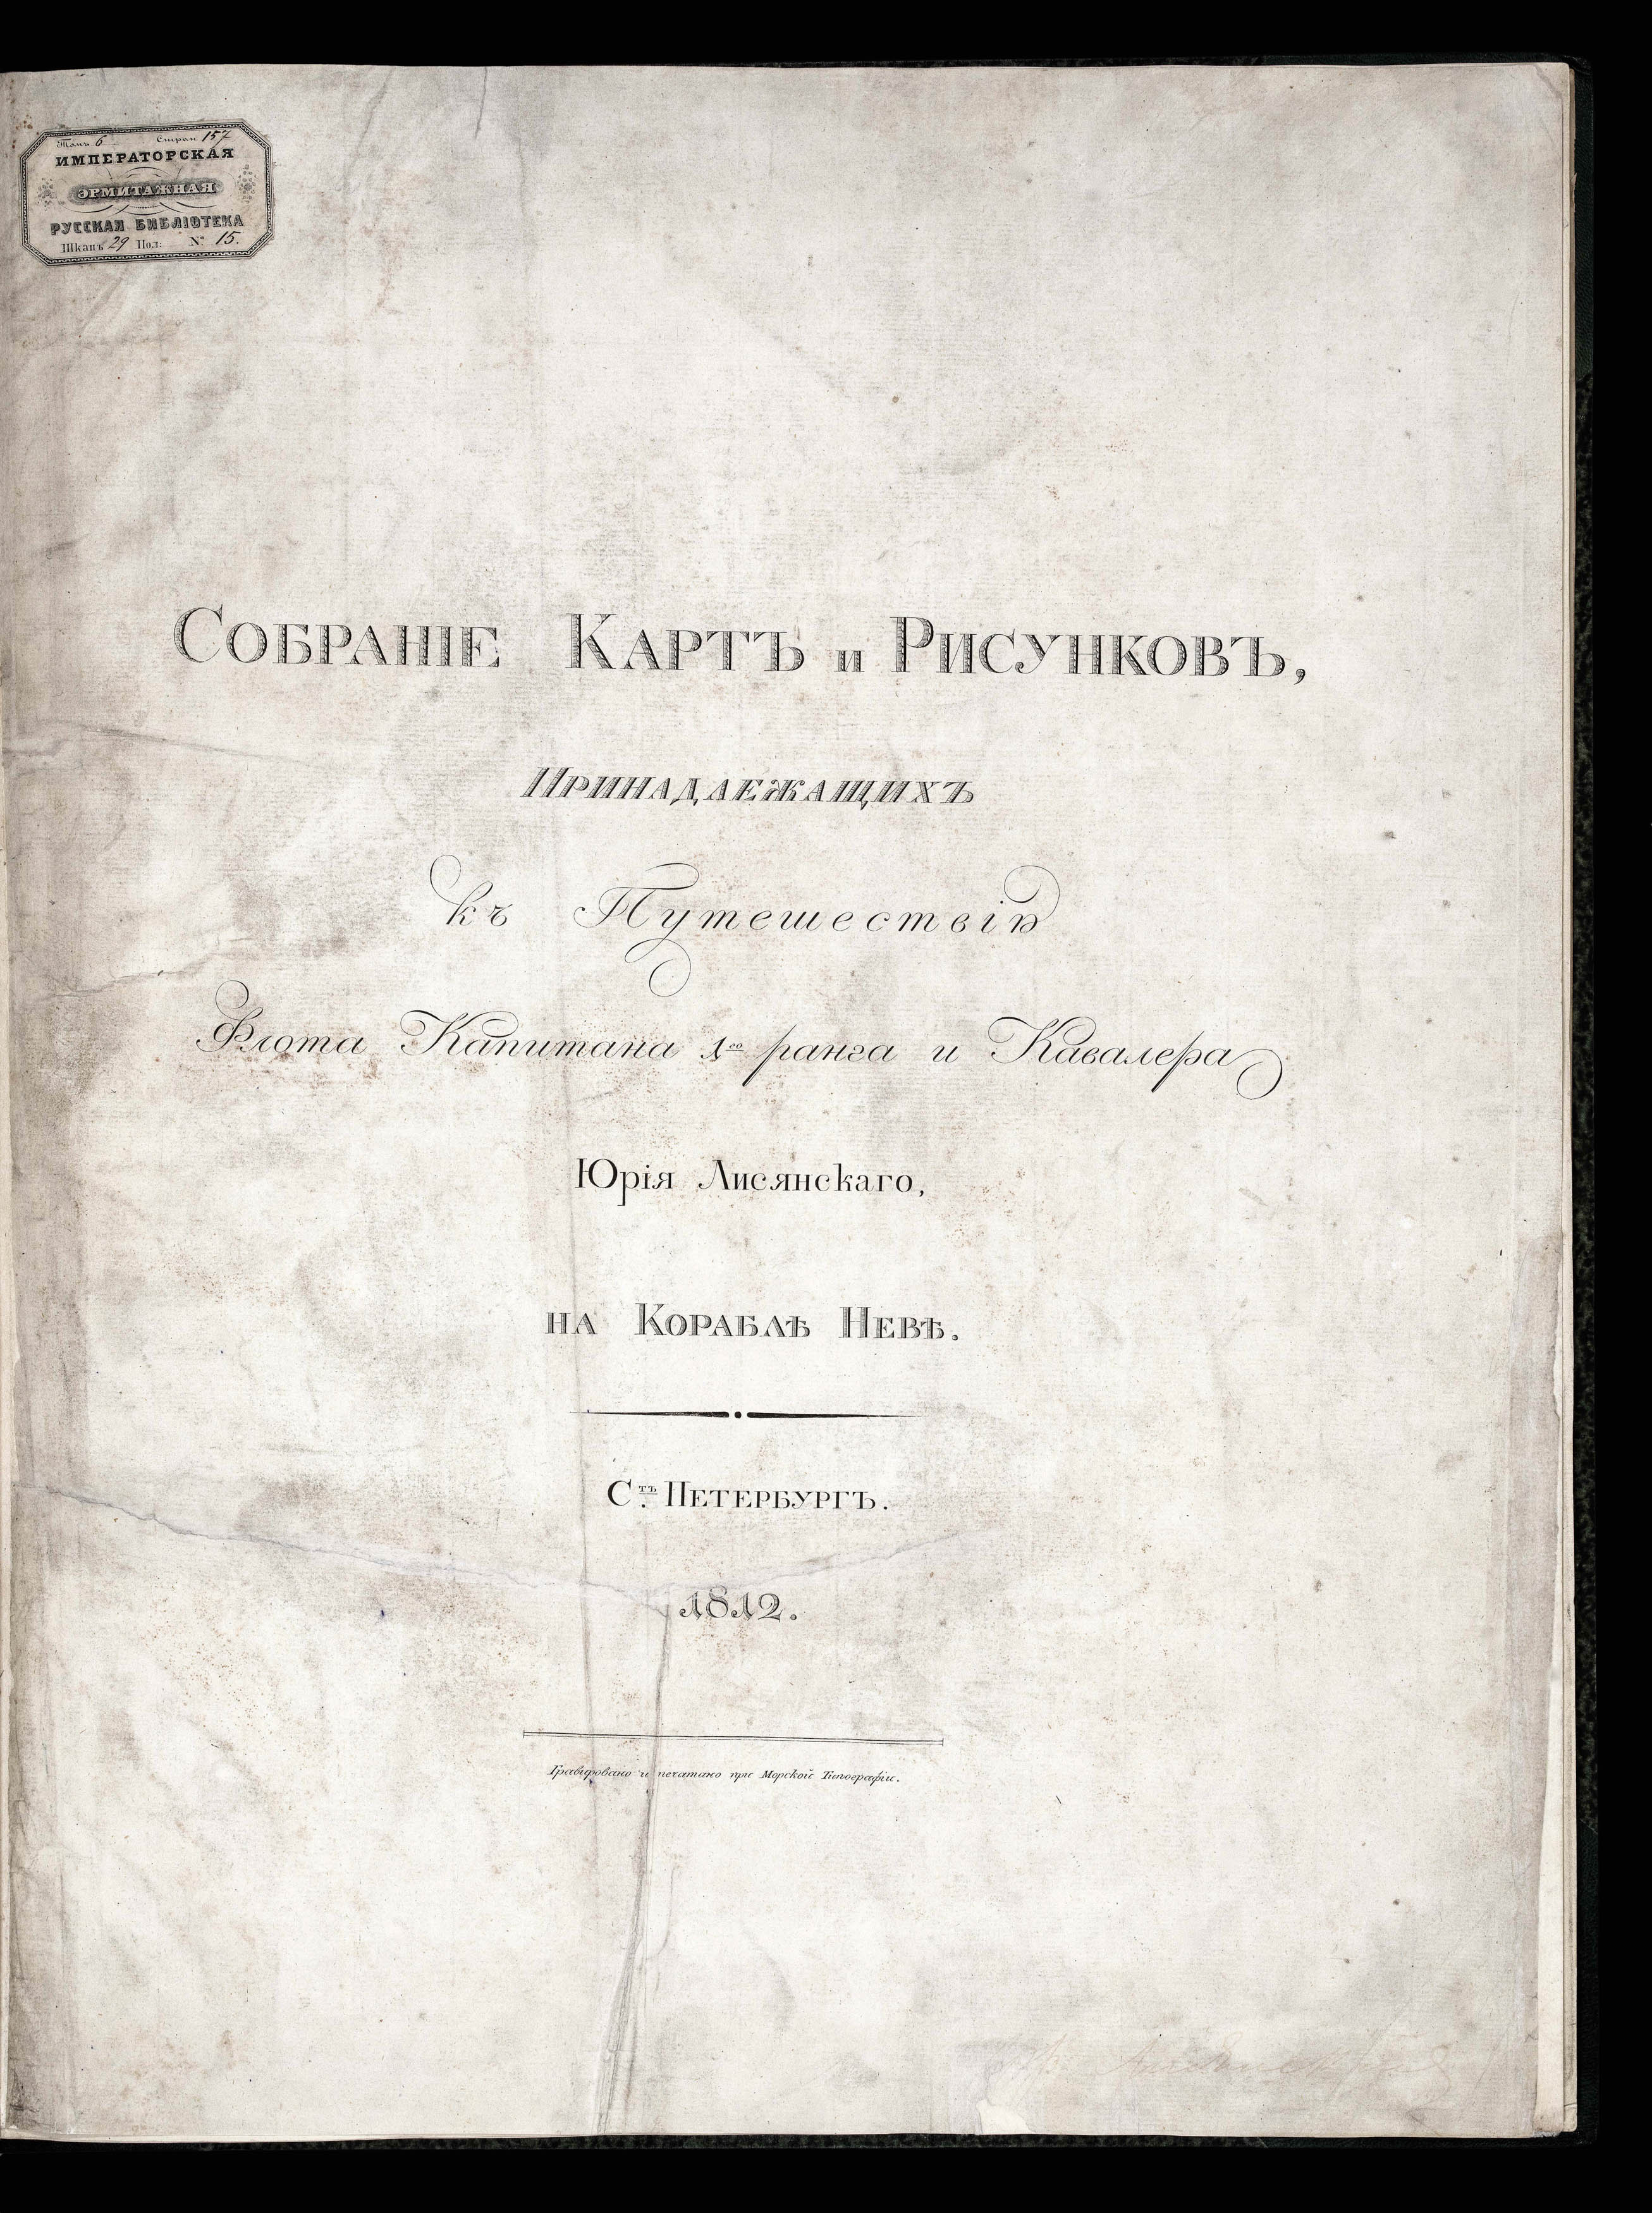 Томъ 6 Стран 157
ИМПЕРАТОРСКАЯ
ЭРМИТАЖНАЯ
РУССКАЯ БИБЛІОТЕКА
Шкапъ 29 Пол: № 15.
СОБРАНІЕ КАРТЪ и РИСУНКОВЪ,
ПРИНАДЛЕЖАЩИХЪ
къ Путешествію
Флота Капитана 1го ранга и Кавалера
Юрія Лисянскаго,
НА КОРАБЛѢ НЕВѢ.
Стъ ПЕТЕРБУРГЪ.
1812.
Гравировано и печатано при Морской Типографіи.